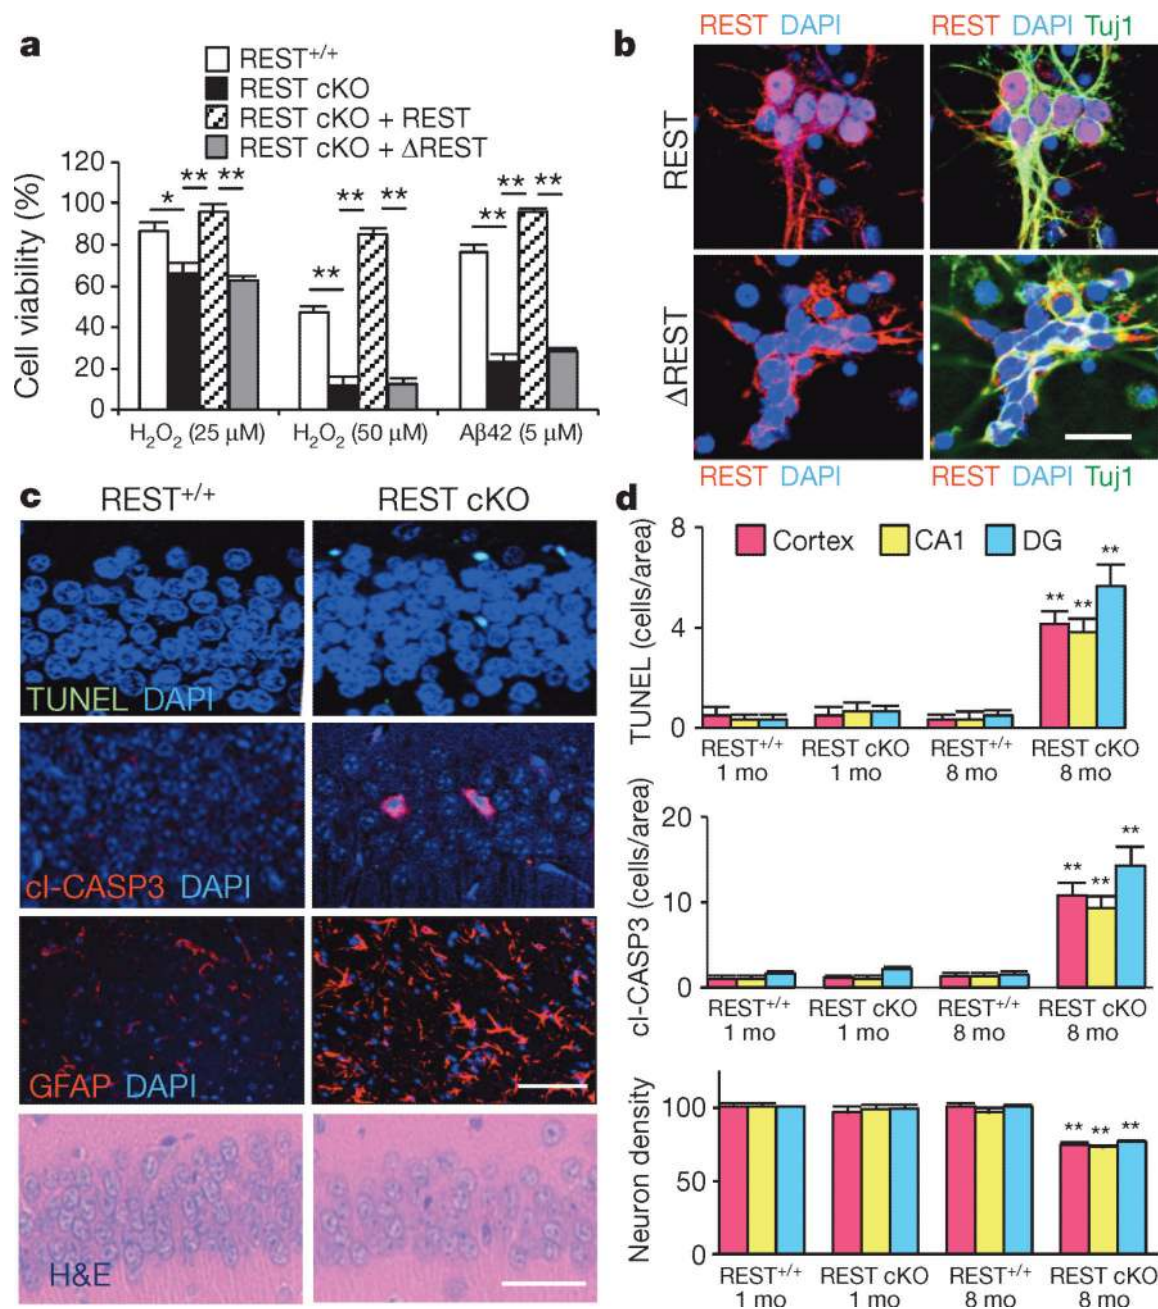 a
REST+/+
REST cKO
REST cKO + REST
REST cKO + ΔREST
Cell viability (%)
120
100
80
60
40
20
0
* ** **
** ** **
** ** **
H2O2 (25 μM) H2O2 (50 μM) Aβ42 (5 μM)
b
REST DAPI REST DAPI Tuj1
REST
ΔREST
REST DAPI REST DAPI Tuj1
c
REST+/+ REST cKO
TUNEL DAPI
cl-CASP3 DAPI
GFAP DAPI
H&E
d
Cortex CA1 DG
TUNEL (cells/area)
8
4
0
** ** **
REST+/+ REST cKO REST+/+ REST cKO
1 mo 1 mo 8 mo 8 mo
cl-CASP3 (cells/area)
20
10
0
** ** **
REST+/+ REST cKO REST+/+ REST cKO
1 mo 1 mo 8 mo 8 mo
Neuron density
100
50
0
** ** **
REST+/+ REST cKO REST+/+ REST cKO
1 mo 1 mo 8 mo 8 mo